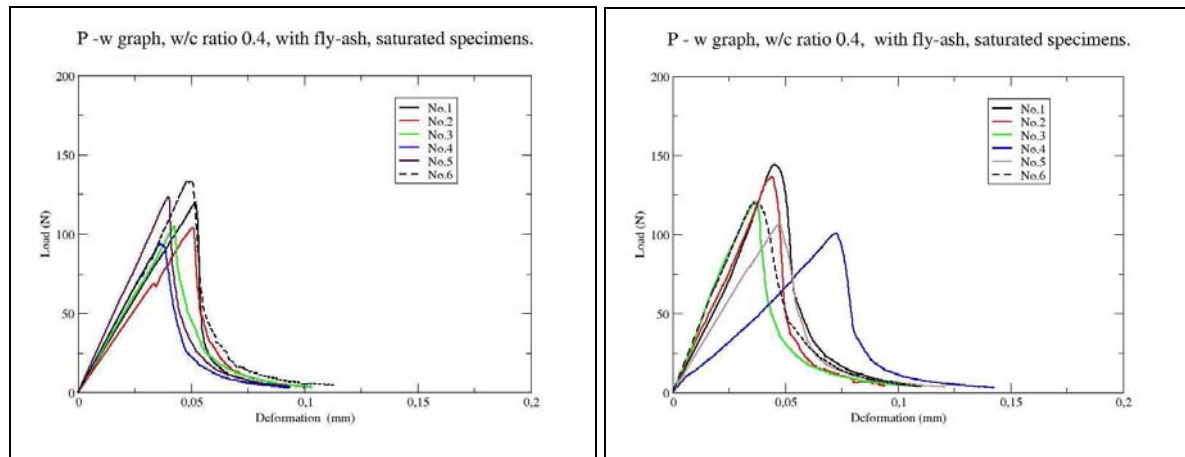 P -w graph, w/c ratio 0.4, with fly-ash, saturated specimens.
200
150
100
50
0
Load (N)
No.1
No.2
No.3
No.4
No.5
No.6
0
0,05
0,1
0,15
0,2
Deformation (mm)
P - w graph, w/c ratio 0.4, with fly-ash, saturated specimens.
200
150
100
50
0
Load (N)
No.1
No.2
No.3
No.4
No.5
No.6
0
0,05
0,1
0,15
0,2
Deformation (mm)